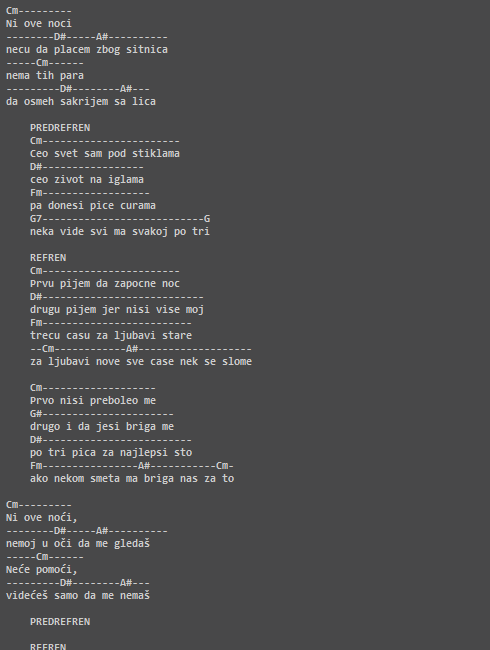 Cm---------
Ni ove noci
--------D#-----A#----------
necu da placem zbog sitnica
-----Cm------
nema tih para
---------D#--------A#---
da osmeh sakrijem sa lica
PREDREFREN
Cm-----------------------
Ceo svet sam pod stiklama
D#-----------------
ceo zivot na iglama
Fm------------------
pa donesi pice curama
G7---------------------------G
neka vide svi ma svakoj po tri
REFREN
Cm-----------------------
Prvu pijem da zapocne noc
D#---------------------------
drugu pijem jer nisi vise moj
Fm-------------------------
trecu casu za ljubavi stare
--Cm------------A#-------------------
za ljubavi nove sve case nek se slome
Cm-------------------
Prvo nisi preboleo me
G#----------------------
drugo i da jesi briga me
D#-------------------------
po tri pica za najlepsi sto
Fm----------------A#-----------Cm-
ako nekom smeta ma briga nas za to
Cm---------
Ni ove noći,
--------D#-----A#----------
nemoj u oči da me gledaš
-----Cm------
Neće pomoći,
---------D#--------A#---
videćeš samo da me nemaš
PREDREFREN
REFREN